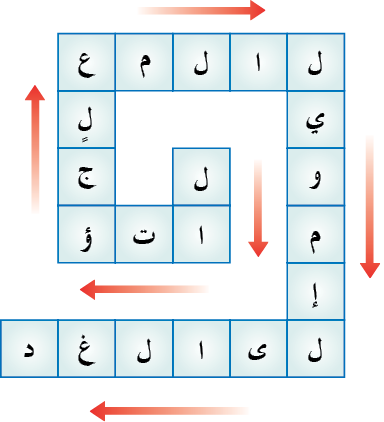 ل ا ل م ع
ي لٍ
و ل ج
م ا ت ؤ
إ
ل ى ا ل غ د